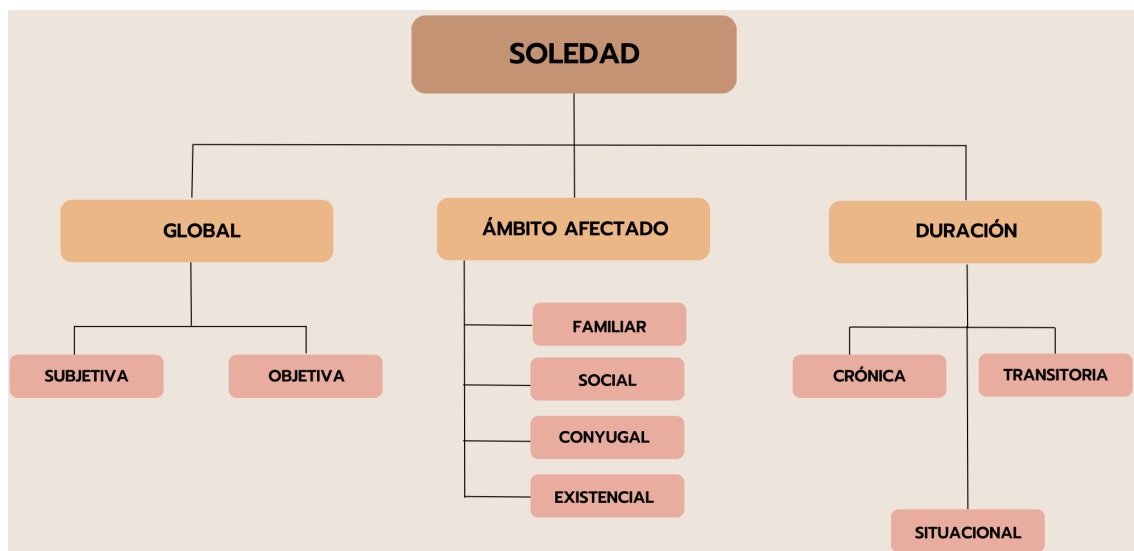 SOLEDAD
GLOBAL
ÁMBITO AFECTADO
DURACIÓN
SUBJETIVA
OBJETIVA
FAMILIAR
SOCIAL
CONYUGAL
EXISTENCIAL
CRÓNICA
TRANSITORIA
SITUACIONAL